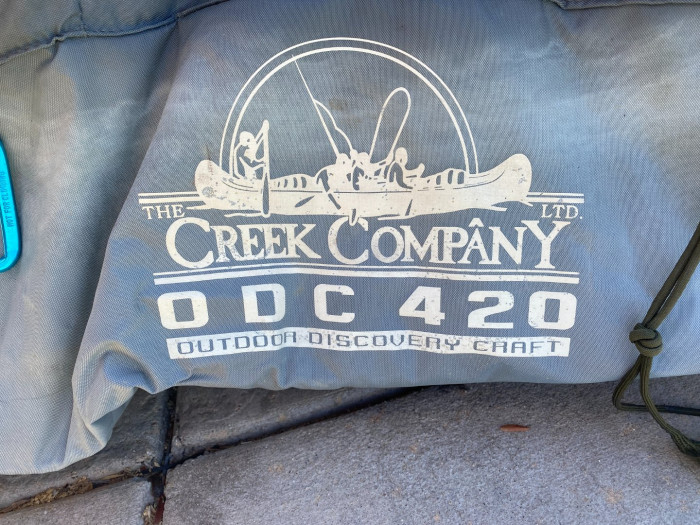 THE LTD.
CREEK COMPÂNY
ODC 420
OUTDOOR DISCOVERY CRAFT